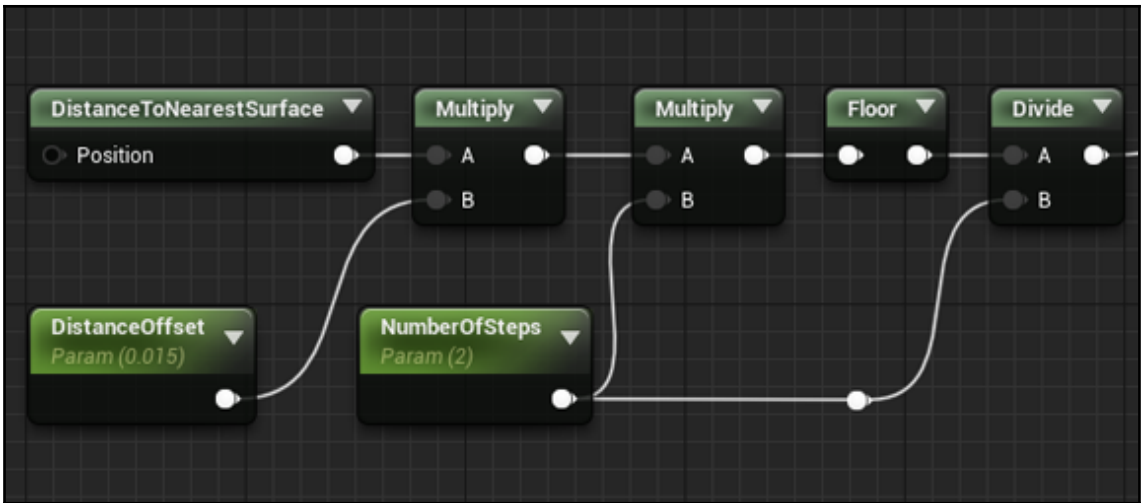 DistanceToNearestSurface
Position
Multiply
A
B
Multiply
A
B
Floor
Divide
A
B
DistanceOffset
Param (0.015)
NumberOfSteps
Param (2)